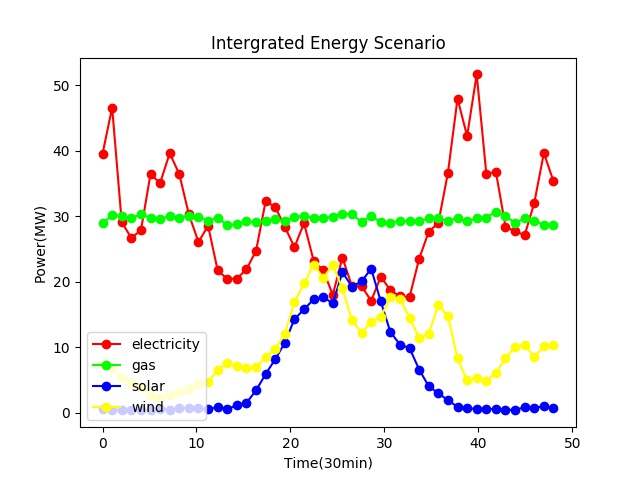 Intergrated Energy Scenario
Power(MW)
50
40
30
20
10
0
electricity
gas
solar
wind
0 10 20 30 40 50
Time(30min)